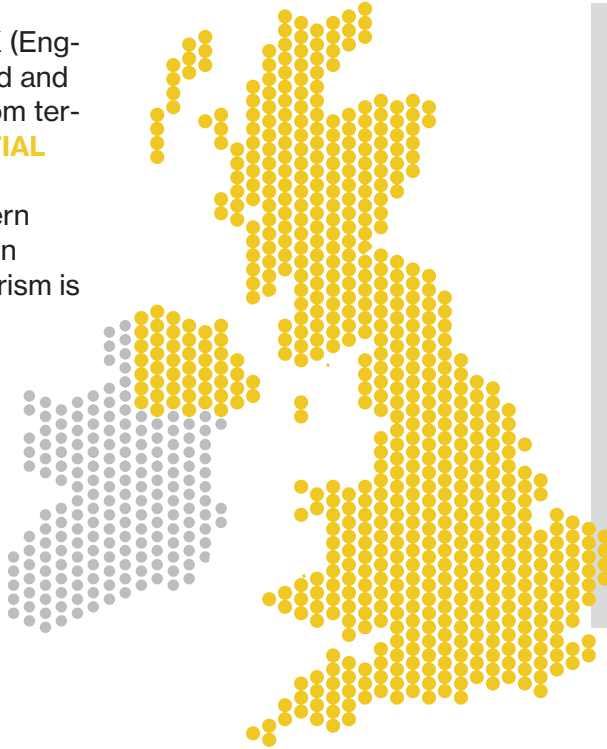 (Eng-
d and
om ter-
TIAL
ern
n
rism is